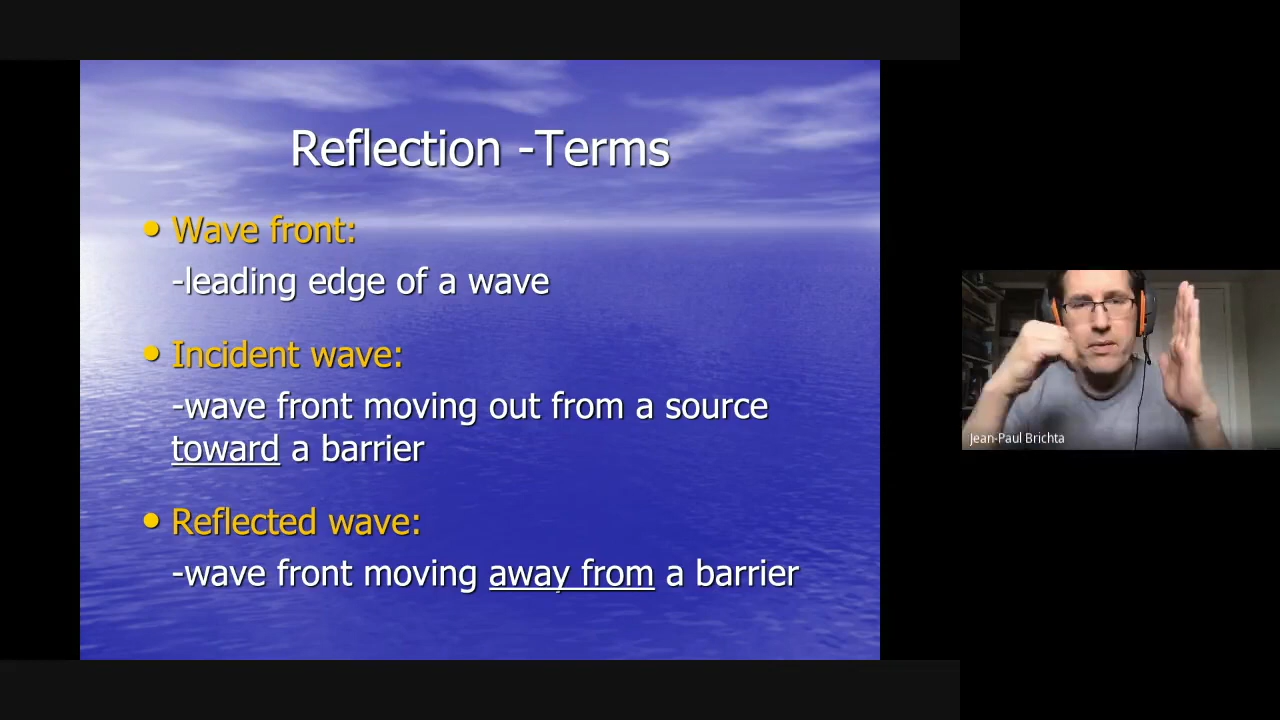 Reflection -Terms
• Wave front:
-leading edge of a wave
• Incident wave:
-wave front moving out from a source
toward a barrier
• Reflected wave:
-wave front moving away from a barrier
Jean-Paul Brichta